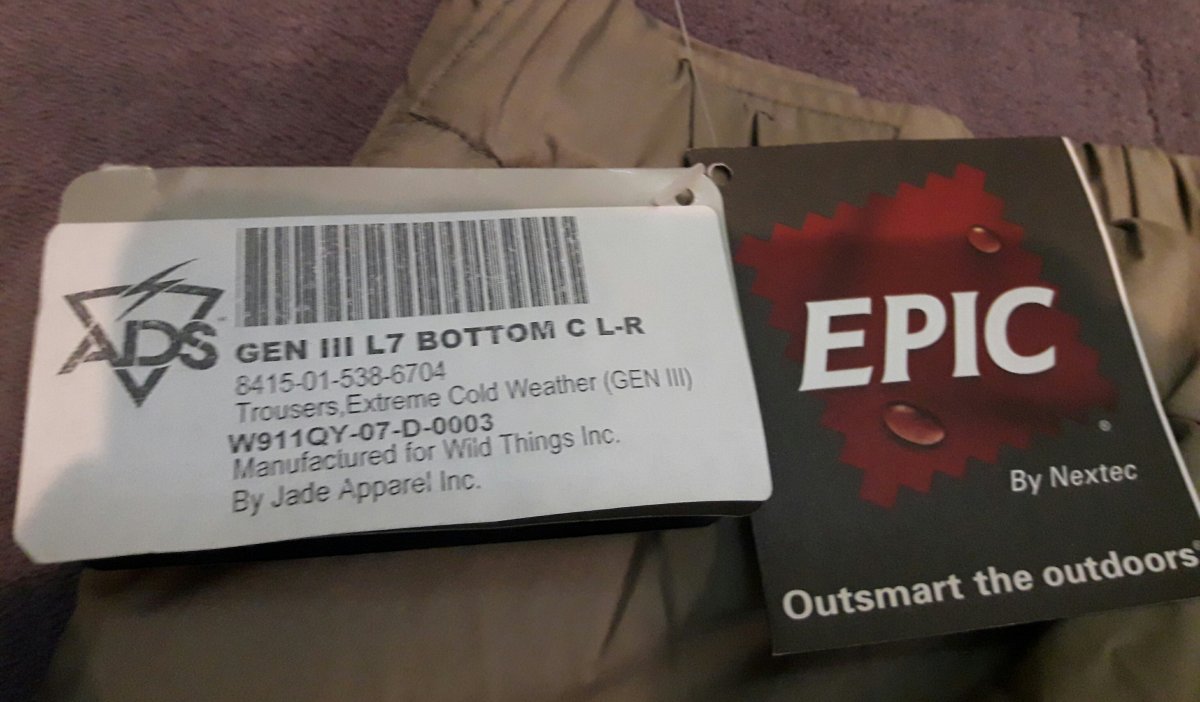 ADS
GEN III L7 BOTTOM C L-R
8415-01-538-6704
Trousers,Extreme Cold Weather (GEN III)
W911QY-07-D-0003
Manufactured for Wild Things Inc.
By Jade Apparel Inc.
EPIC®
By Nextec
Outsmart the outdoors®